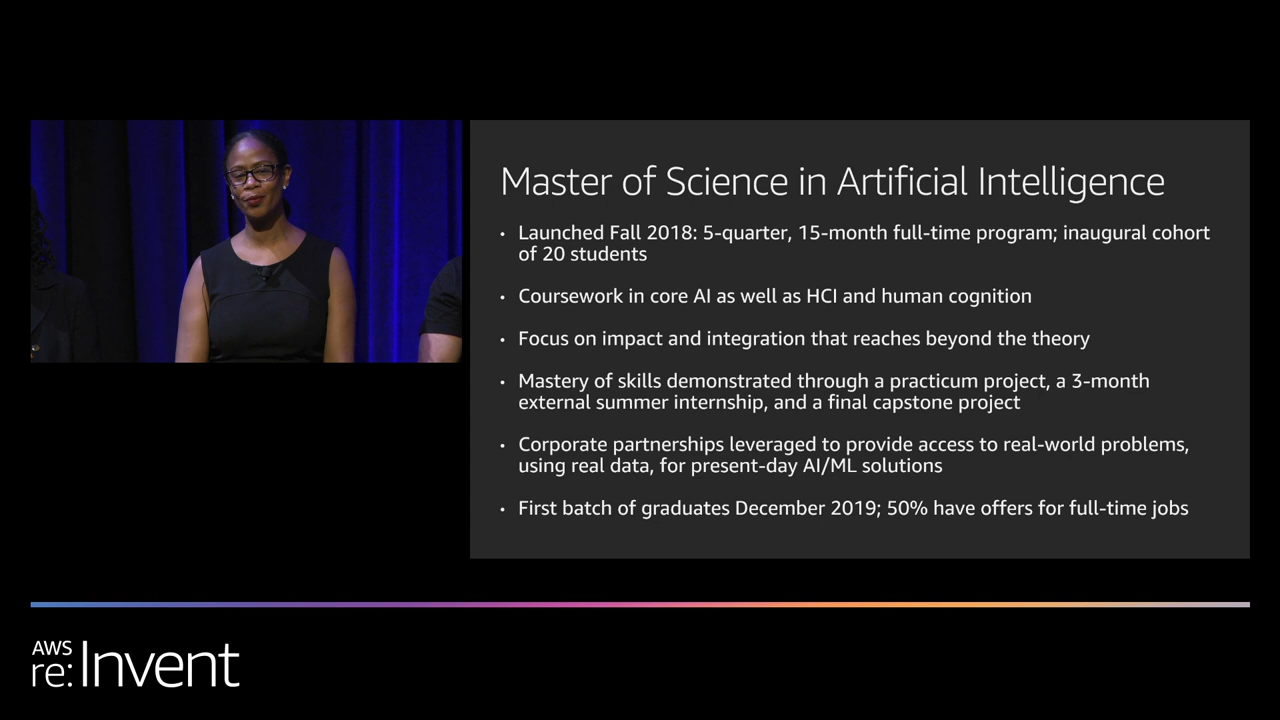 Master of Science in Artificial Intelligence
• Launched Fall 2018: 5-quarter, 15-month full-time program; inaugural cohort
of 20 students
• Coursework in core AI as well as HCI and human cognition
• Focus on impact and integration that reaches beyond the theory
• Mastery of skills demonstrated through a practicum project, a 3-month
external summer internship, and a final capstone project
• Corporate partnerships leveraged to provide access to real-world problems,
using real data, for present-day AI/ML solutions
• First batch of graduates December 2019; 50% have offers for full-time jobs
AWS
re:Invent